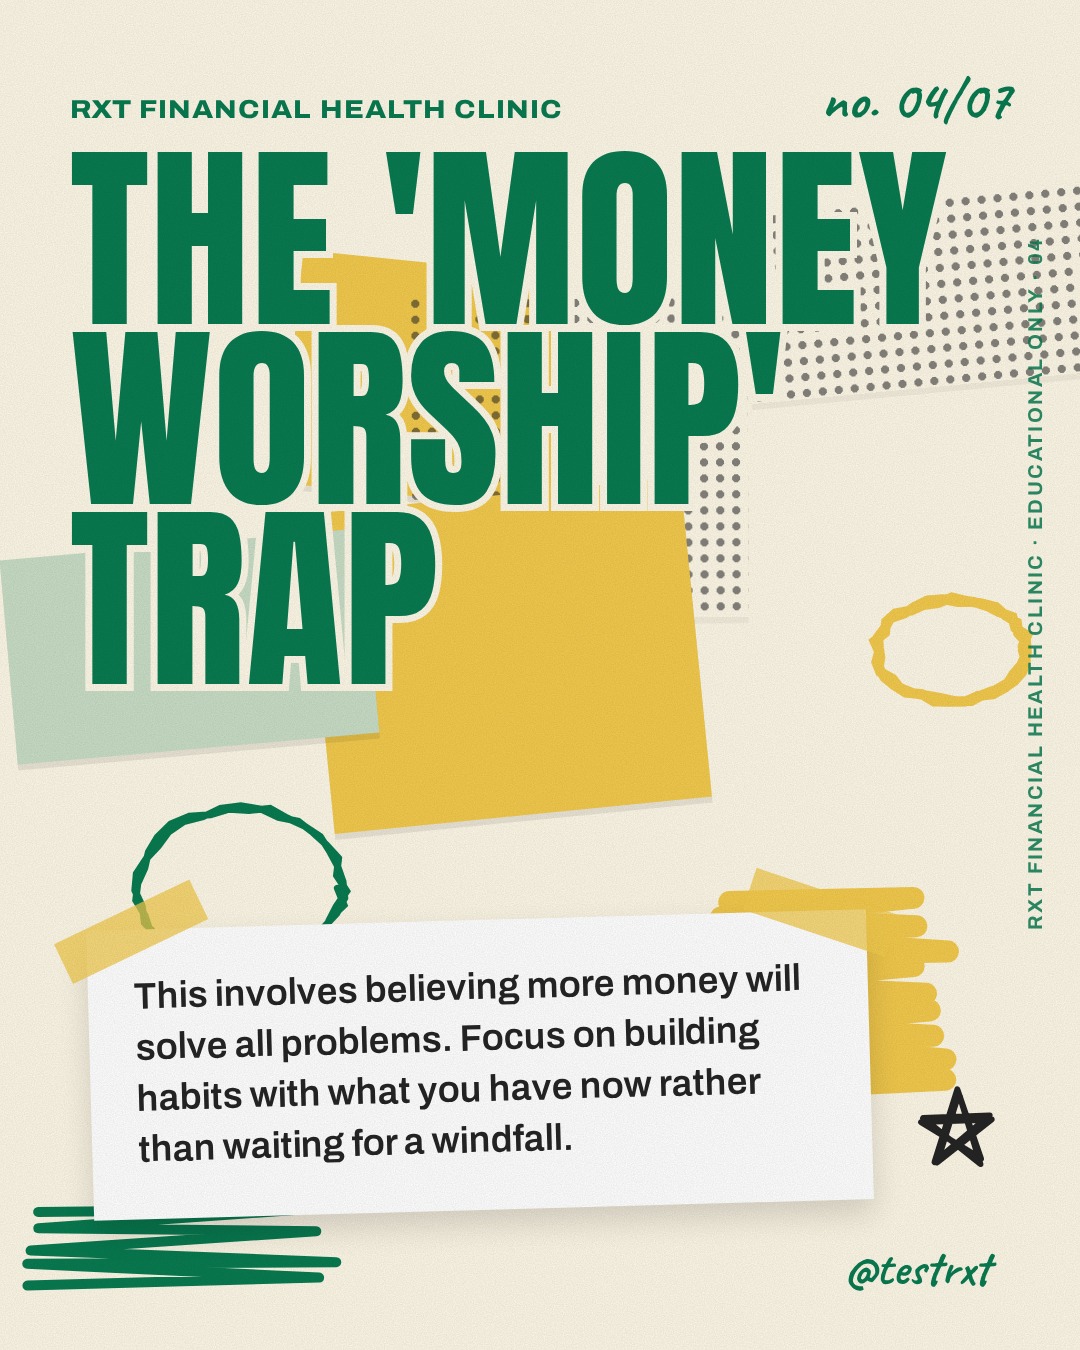 RXT FINANCIAL HEALTH CLINIC
no. 04/07
THE 'MONEY
WORSHIP'
TRAP
RXT FINANCIAL HEALTH CLINIC · EDUCATIONAL ONLY · 04
This involves believing more money will
solve all problems. Focus on building
habits with what you have now rather
than waiting for a windfall.
@testrxt